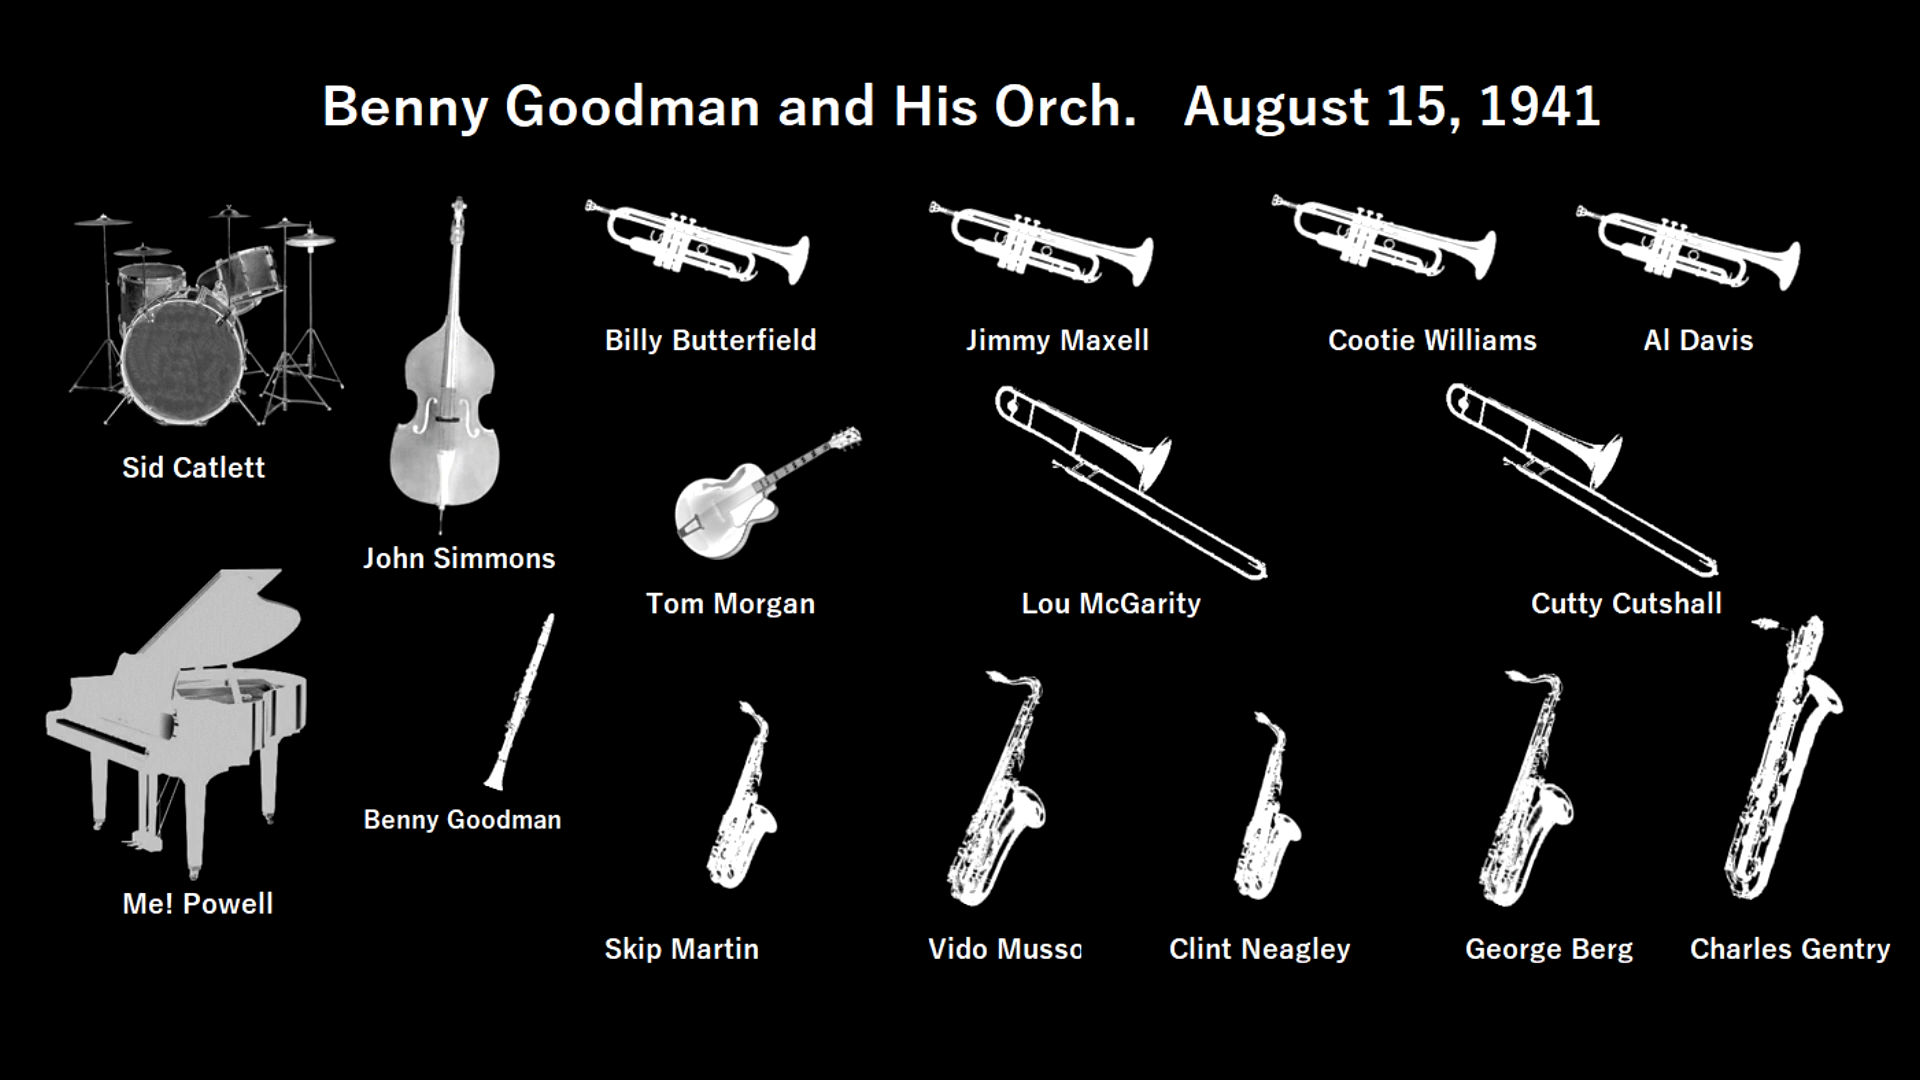 Benny Goodman and His Orch.   August 15, 1941
Billy Butterfield
Jimmy Maxell
Cootie Williams
Al Davis
Sid Catlett
John Simmons
Tom Morgan
Lou McGarity
Cutty Cutshall
Benny Goodman
Me! Powell
Skip Martin
Vido Musso
Clint Neagley
George Berg
Charles Gentry